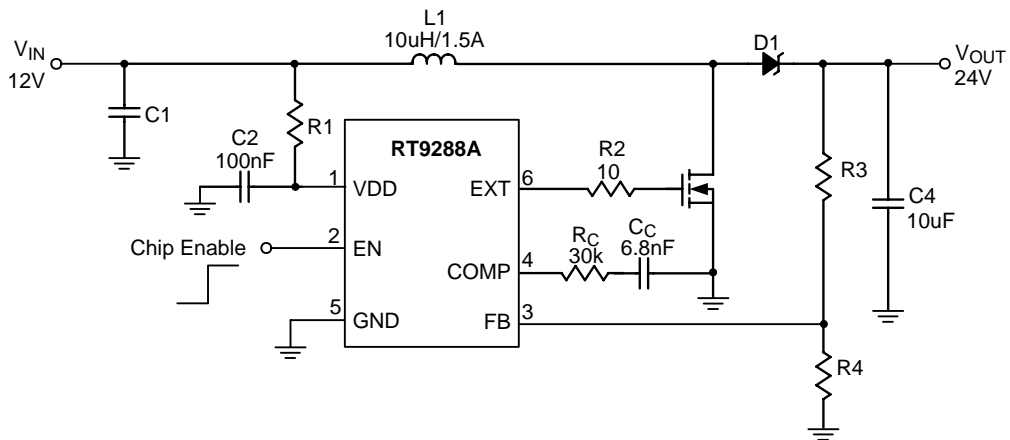 L1
10uH/1.5A
VIN
12V
D1
VOUT
24V
C1
R1
C2
100nF
RT9288A
R2
10
R3
C4
10uF
1
VDD
EXT
6
Chip Enable
2
EN
RC
30k
CC
6.8nF
COMP
4
5
GND
FB
3
R4